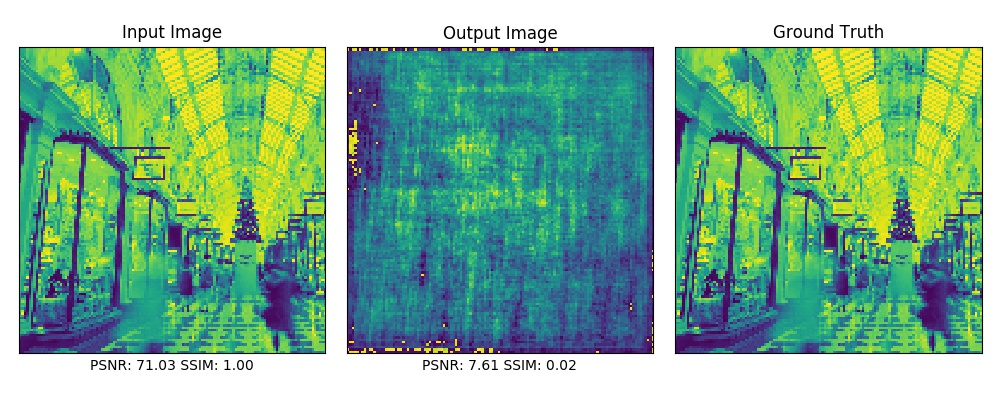 Input Image
Output Image
Ground Truth
PSNR: 71.03 SSIM: 1.00
PSNR: 7.61 SSIM: 0.02